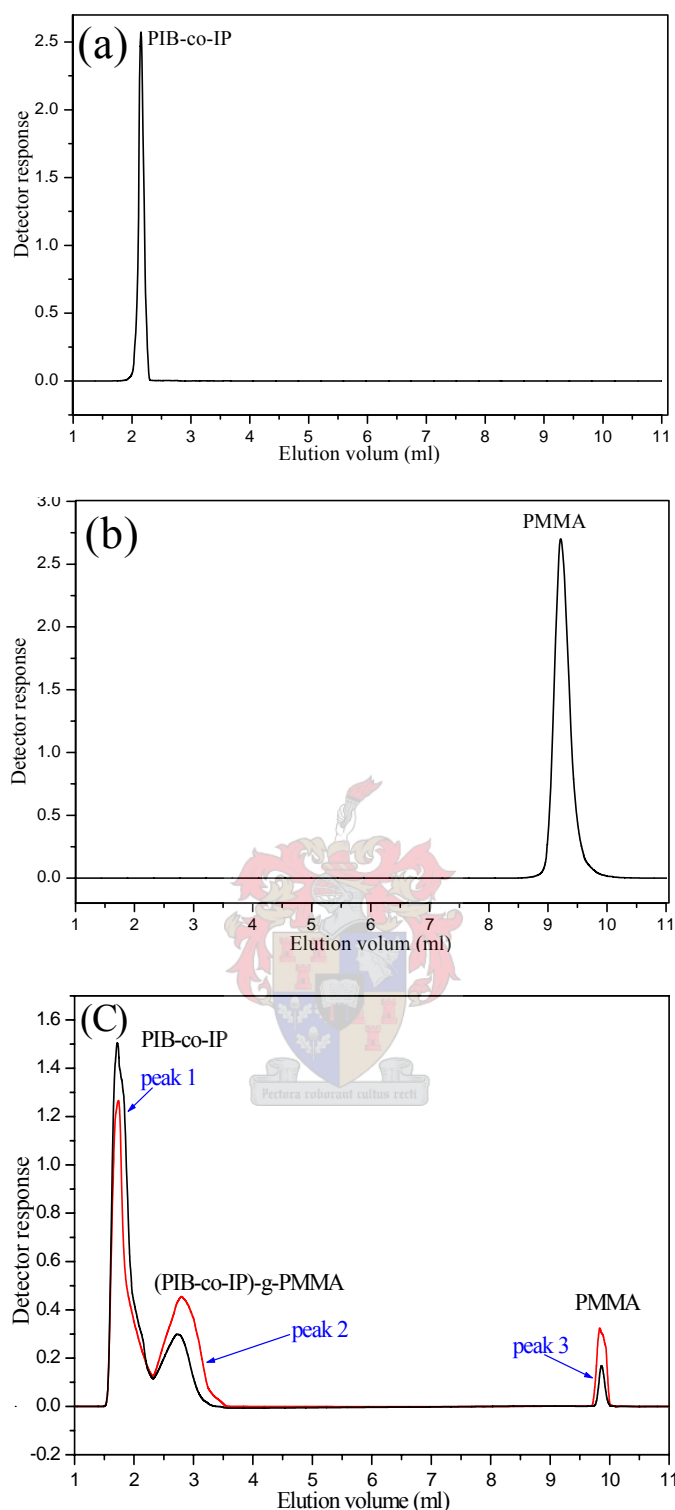 (a)
PIB-co-IP
Detector response
2.5
2.0
1.5
1.0
0.5
0.0
1 2 3 4 5 6 7 8 9 10 11
Elution volum (ml)
(b)
PMMA
Detector response
3.0
2.5
2.0
1.5
1.0
0.5
0.0
1 2 3 4 5 6 7 8 9 10 11
Elution volum (ml)
(C)
PIB-co-IP
peak 1
(PIB-co-IP)-g-PMMA
peak 2
PMMA
peak 3
Detector response
1.6
1.4
1.2
1.0
0.8
0.6
0.4
0.2
0.0
-0.2
1 2 3 4 5 6 7 8 9 10 11
Elution volume (ml)
Pectora roborant cultus recti